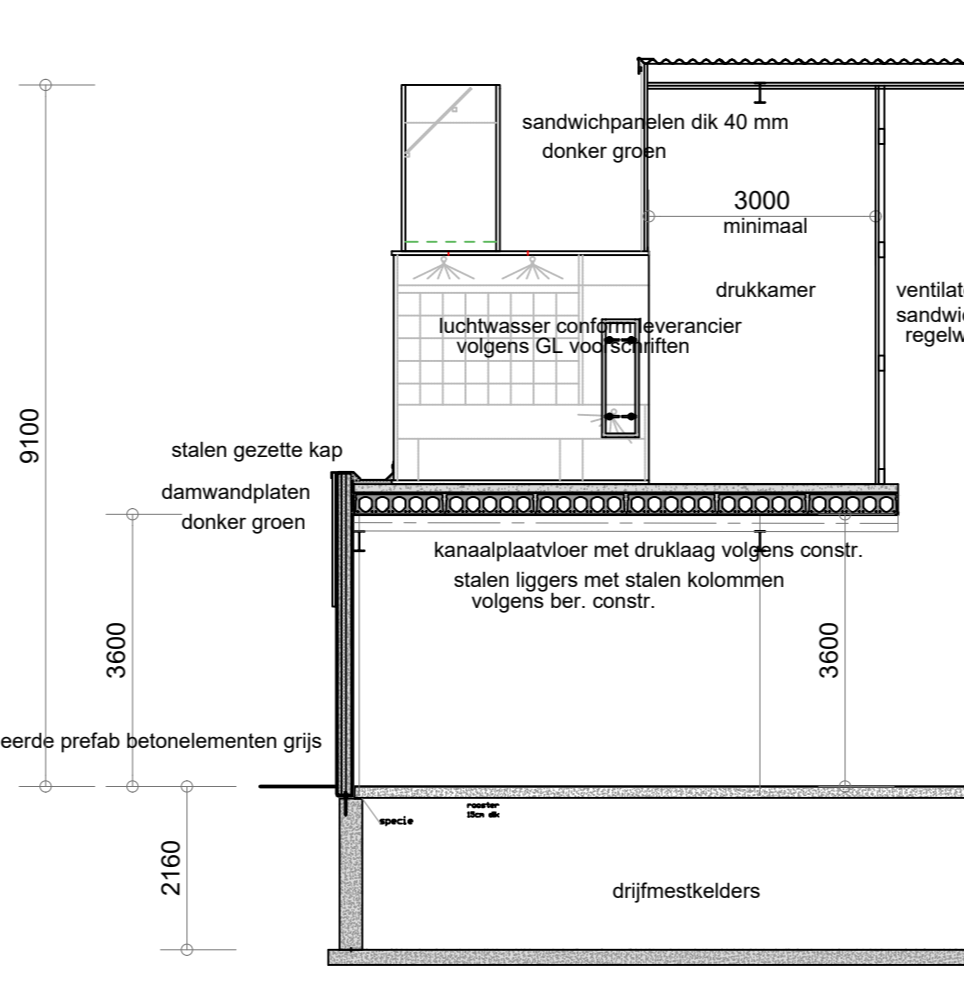 sandwichpanelen dik 40 mm
donker groen
3000
minimaal
drukkamer
ventilat
sandwi
regelw
luchtwasser conform leverancier
volgens GL voorschriften
9100
stalen gezette kap
damwandplaten
donker groen
kanaalplaatvloer met druklaag volgens constr.
stalen liggers met stalen kolommen
volgens ber. constr.
3600
3600
eerde prefab betonelementen grijs
rooster
15cm dik
specie
2160
drijfmestkelders